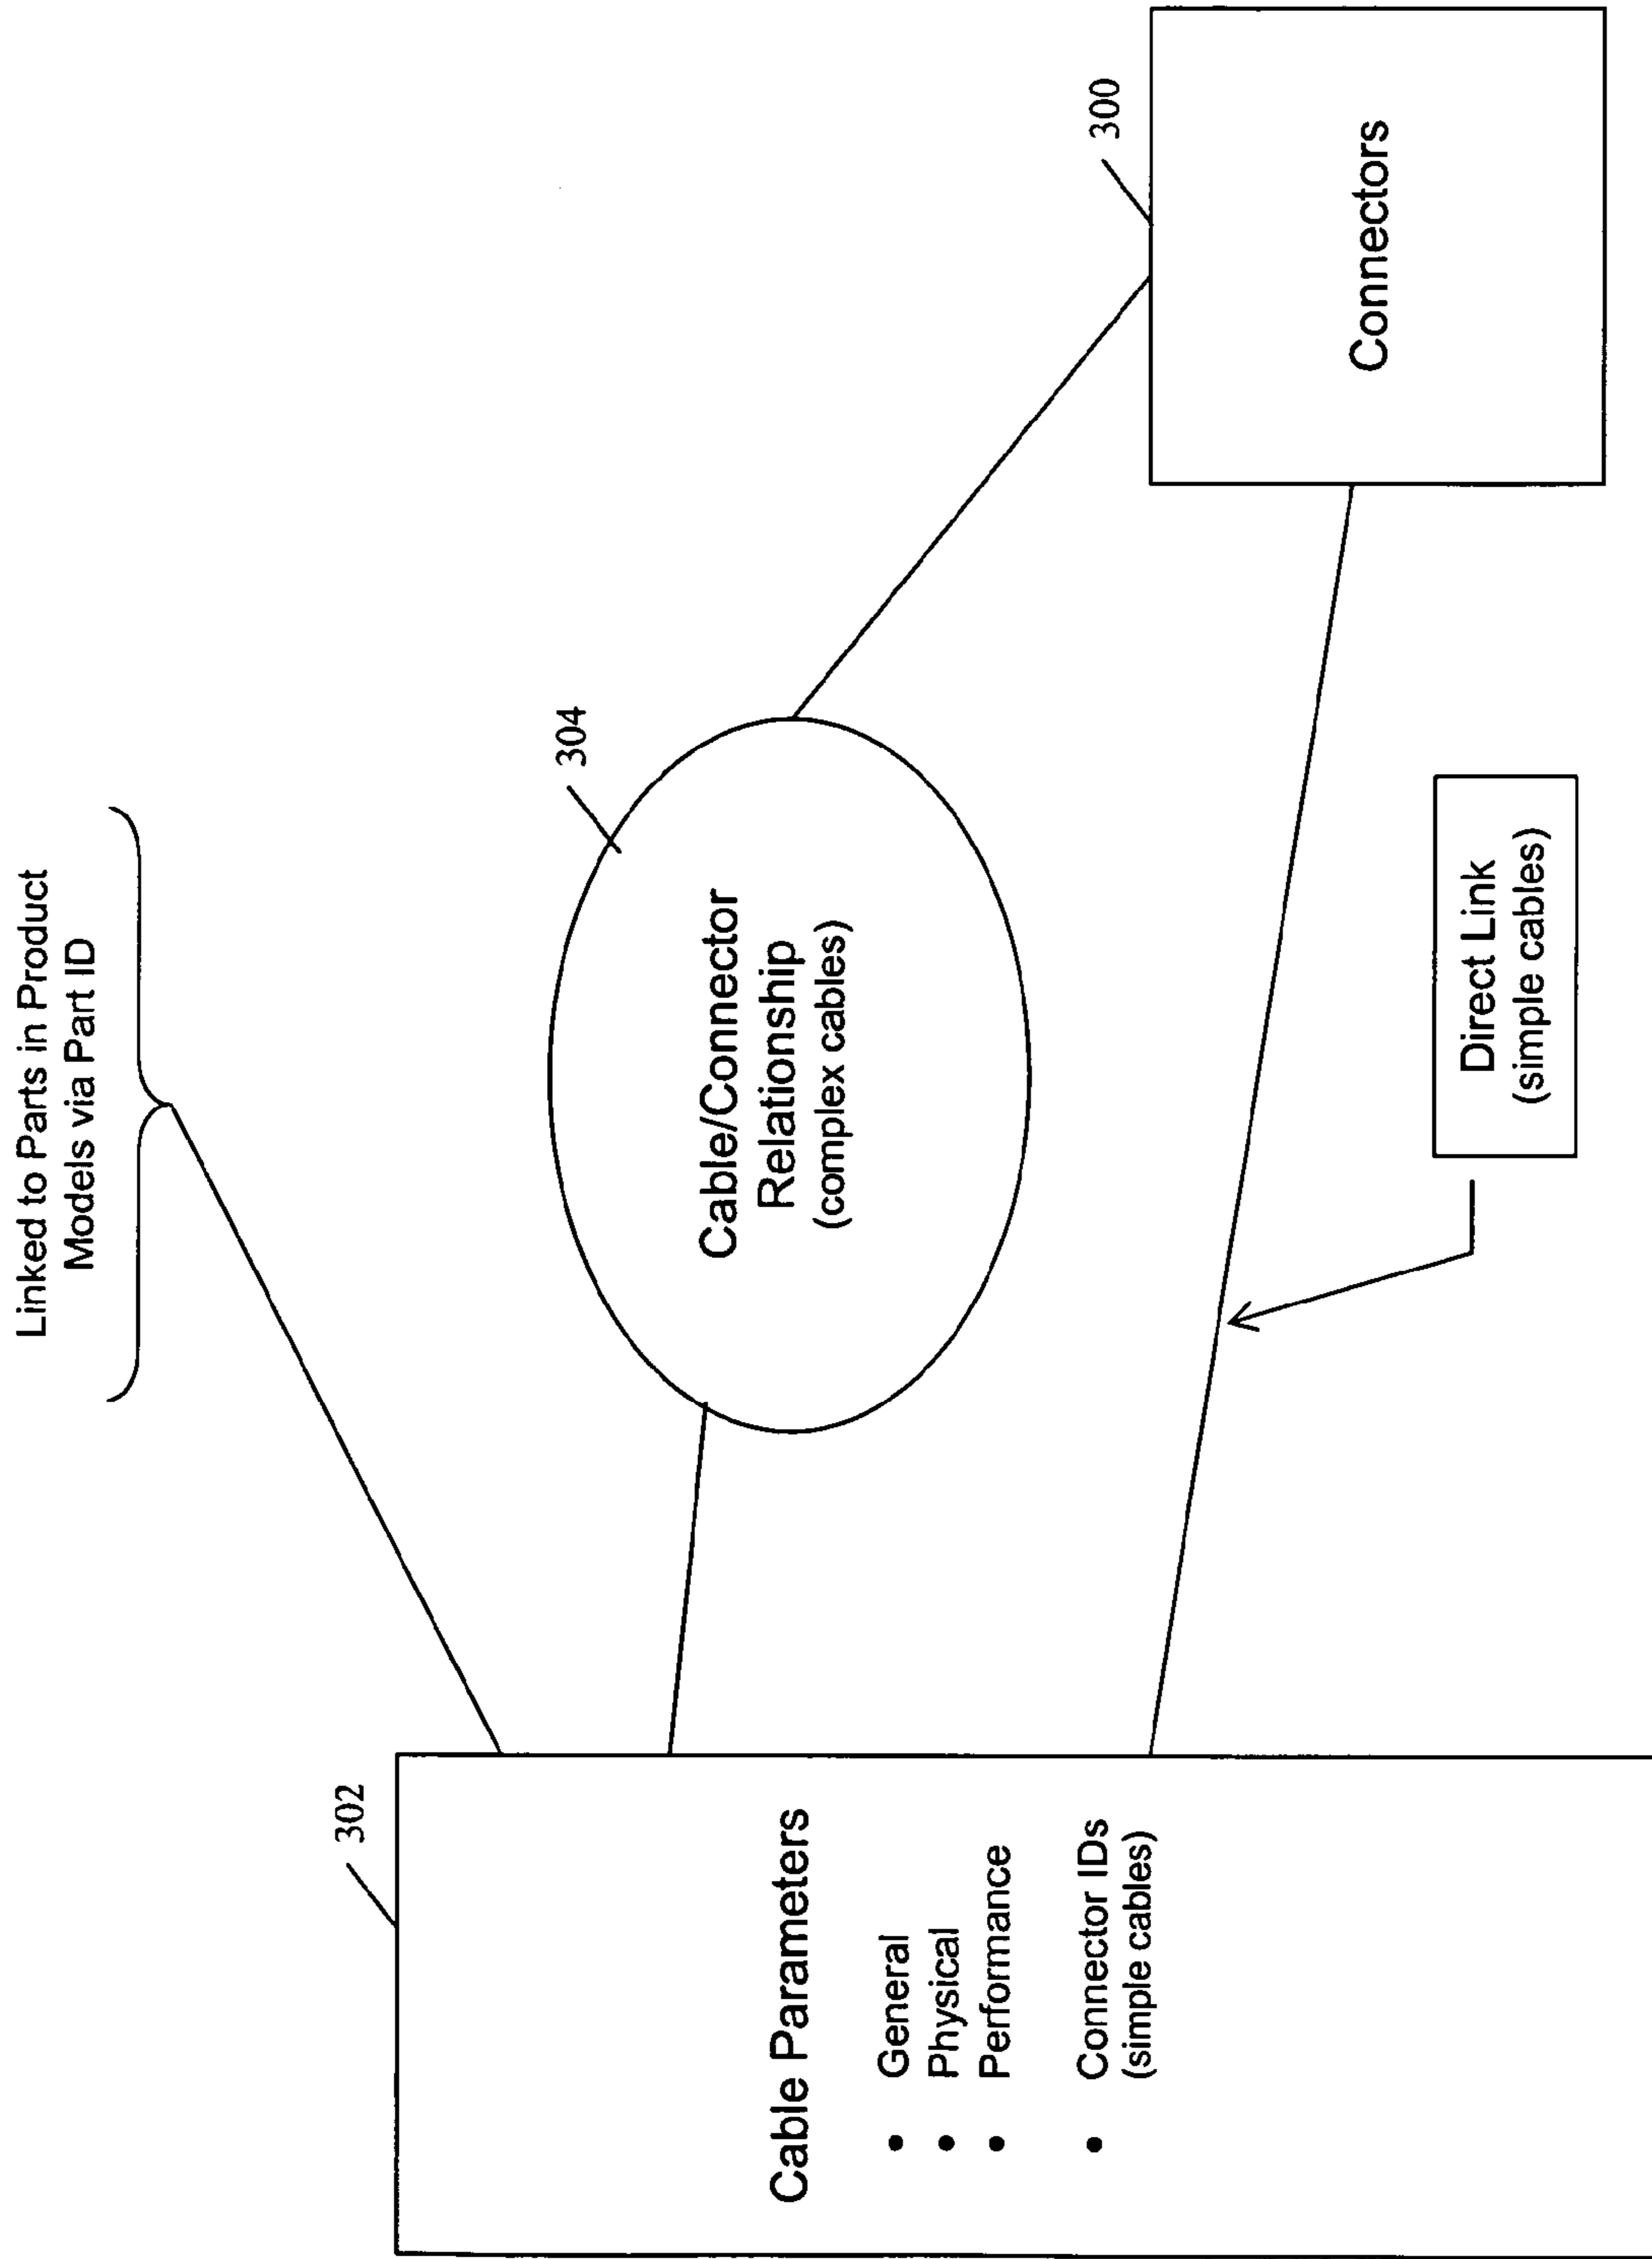 Linked to Parts in Product
Models via Part ID
302
Cable Parameters
• General
• Physical
• Performance
• Connector IDs
(simple cables)
304
Cable/Connector
Relationship
(complex cables)
Direct Link
(simple cables)
300
Connectors